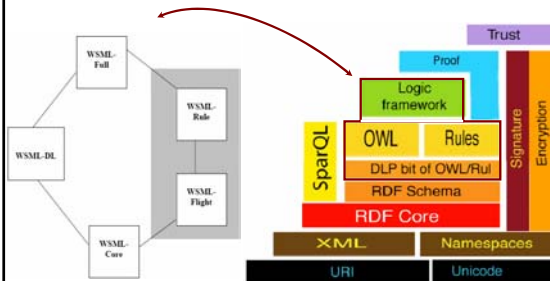 WSML-
Full
WSML-
Rule
WSML-DL
WSML-
Flight
WSML-
Core
Trust
Proof
Logic
framework
SparQL
OWL
Rules
DLP bit of OWL/Rul
RDF Schema
RDF Core
Signature
Encryption
XML
Namespaces
URI
Unicode